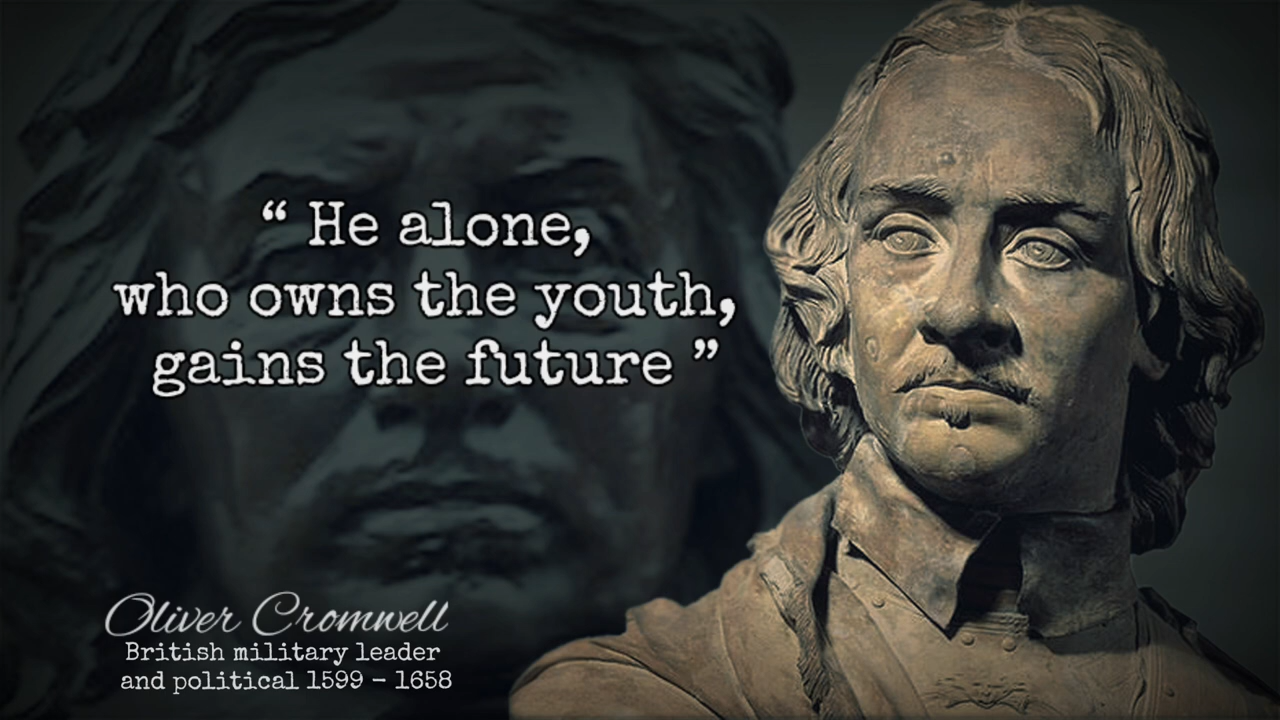 “ He alone,
who owns the youth,
gains the future ”
Oliver Cromwell
British military leader
and political 1599 - 1658